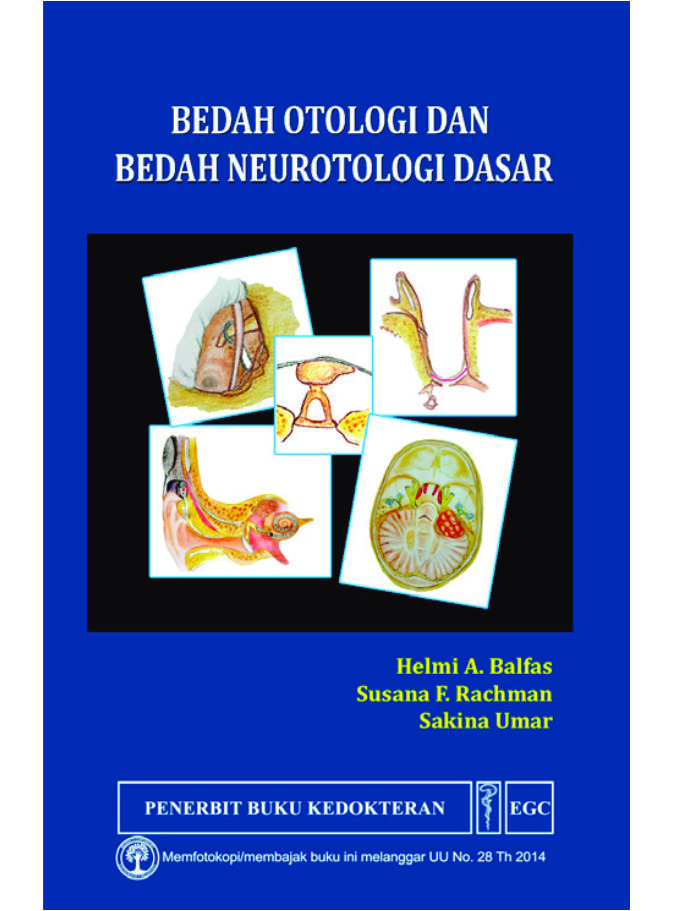 BEDAH OTOLOGI DAN
BEDAH NEUROTOLOGI DASAR
Helmi A. Balfas
Susana F. Rachman
Sakina Umar
PENERBIT BUKU KEDOKTERAN EGC
Memfotokopi/membajak buku ini melanggar UU No. 28 Th 2014